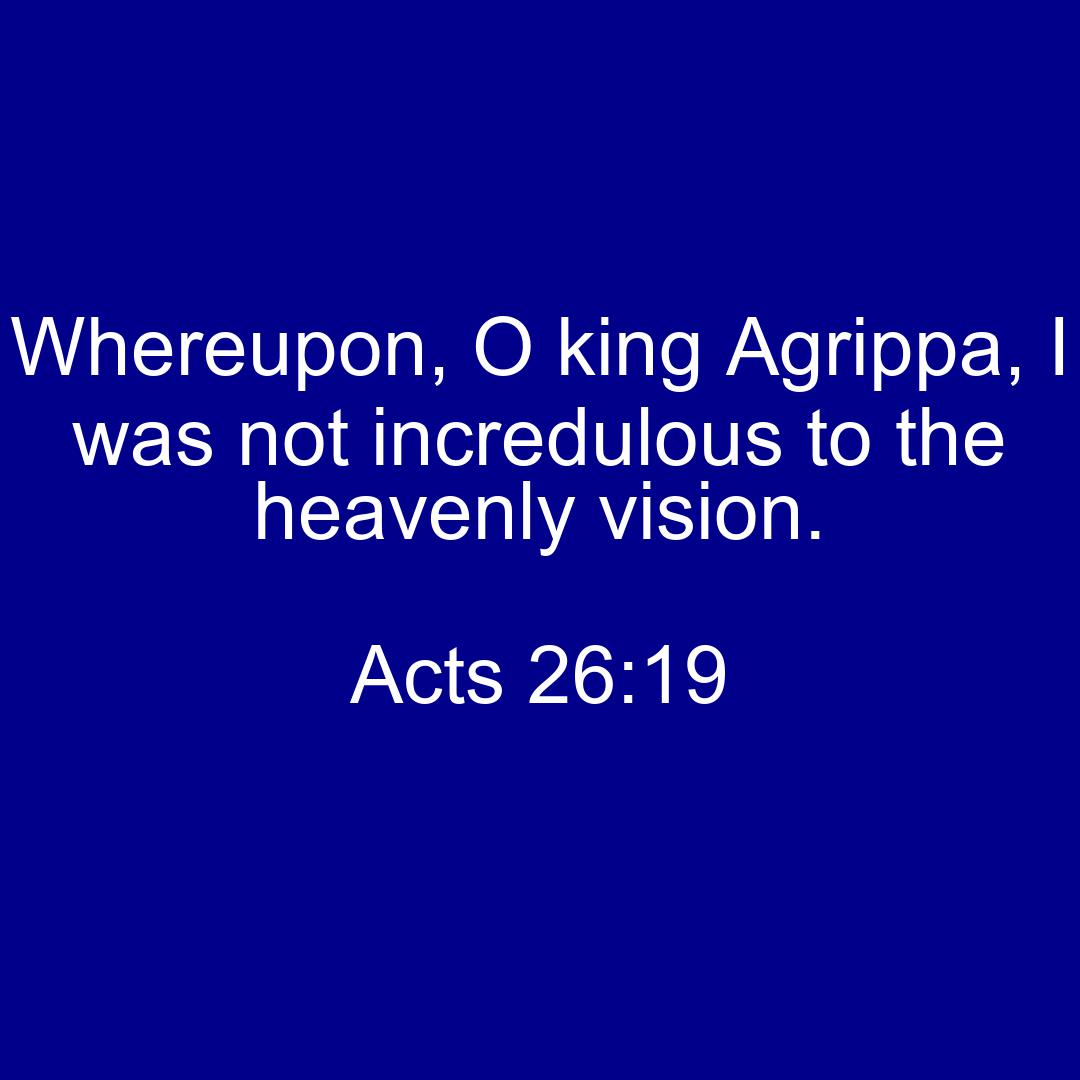 Whereupon, O king Agrippa, I
was not incredulous to the
heavenly vision.
Acts 26:19